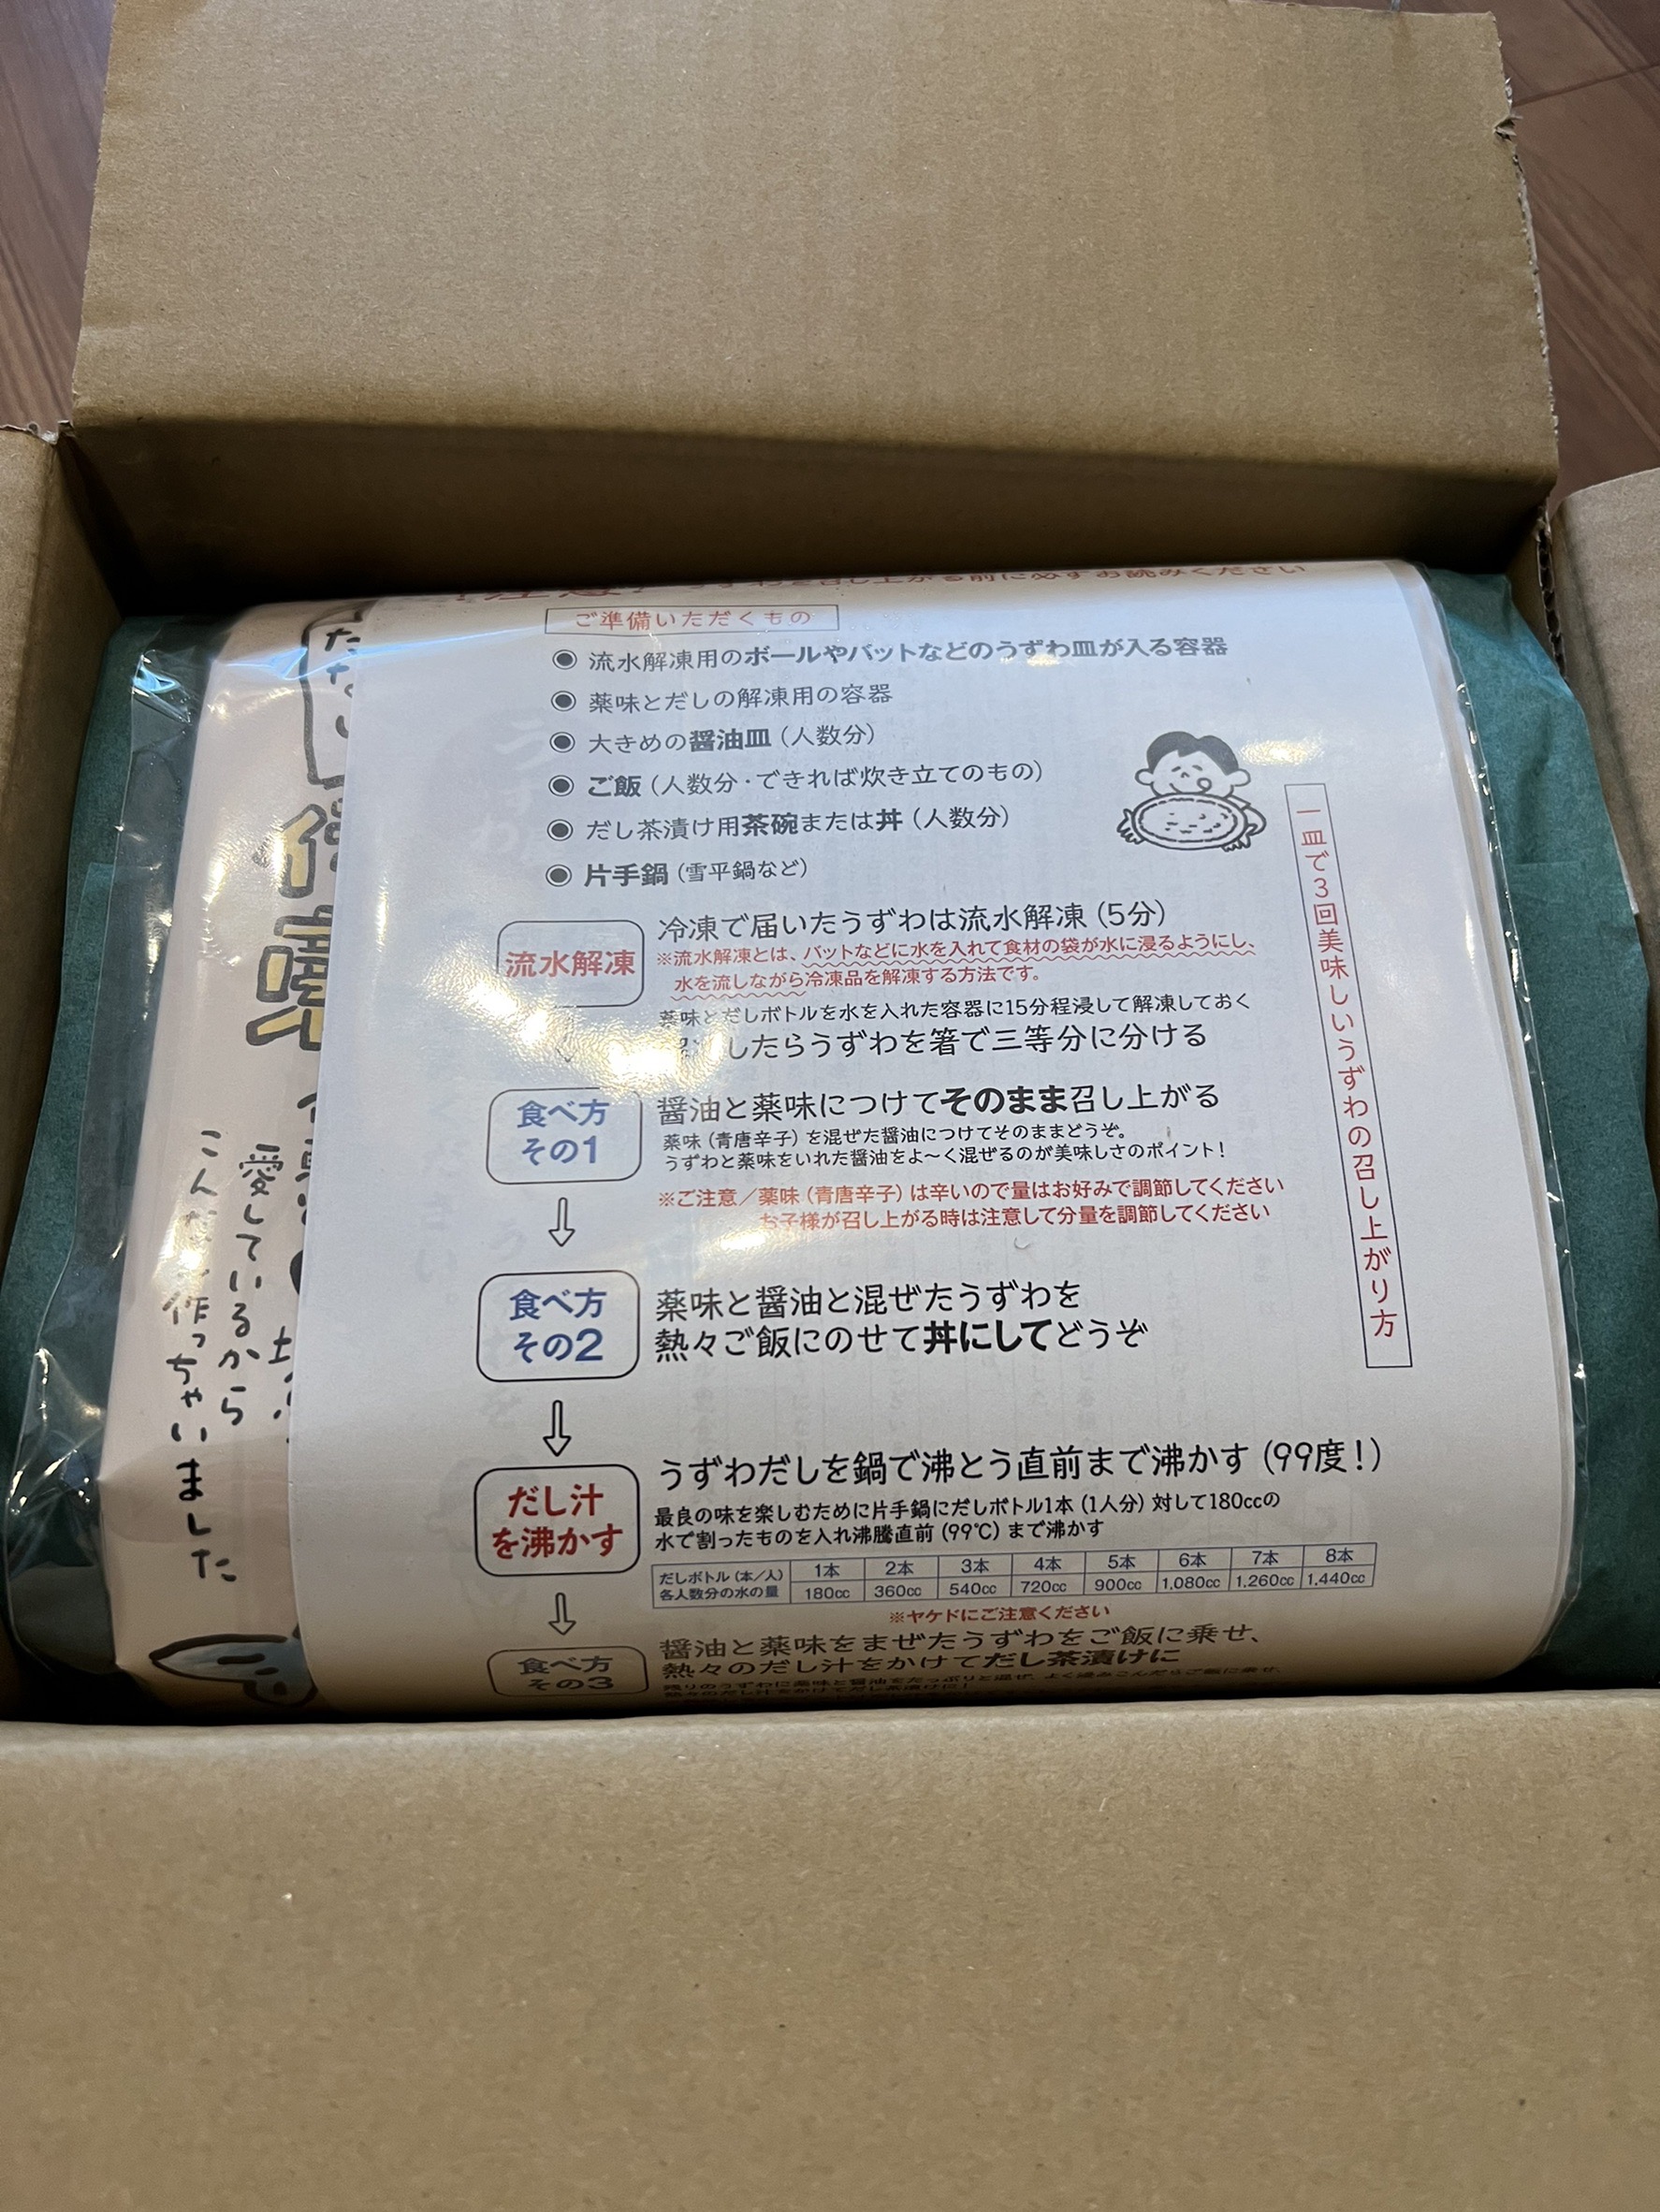 を召し上がる前に必ずお読みください
ご準備いただくもの
◉ 流水解凍用のボールやバットなどのうずわ皿が入る容器
◉ 薬味とだしの解凍用の容器
◉ 大きめの醤油皿（人数分）
◉ ご飯（人数分・できれば炊き立てのもの）
◉ だし茶漬け用茶碗または丼（人数分）
◉ 片手鍋（雪平鍋など）
一皿で3回美味しいうずわの召し上がり方
流水解凍
冷凍で届いたうずわは流水解凍（5分）
※流水解凍とは、バットなどに水を入れて食材の袋が水に浸るようにし、
水を流しながら冷凍品を解凍する方法です。
薬味とだしボトルを水を入れた容器に15分程浸して解凍しておく
したらうずわを箸で三等分に分ける
食べ方
その1
醤油と薬味につけてそのまま召し上がる
薬味（青唐辛子）を混ぜた醤油につけてそのままどうぞ。
うずわと薬味をいれた醤油をよ〜く混ぜるのが美味しさのポイント！
※ご注意／薬味（青唐辛子）は辛いので量はお好みで調節してください
お子様が召し上がる時は注意して分量を調節してください
食べ方
その2
薬味と醤油と混ぜたうずわを
熱々ご飯にのせて丼にしてどうぞ
だし汁
を沸かす
うずわだしを鍋で沸とう直前まで沸かす（99度！）
最良の味を楽しむために片手鍋にだしボトル1本（1人分）対して180ccの
水で割ったものを入れ沸騰直前（99℃）まで沸かす
だしボトル（本／人） 1本 2本 3本 4本 5本 6本 7本 8本
各人数分の水の量 180cc 360cc 540cc 720cc 900cc 1.080cc 1.260cc 1.440cc
※ヤケドにご注意ください
食べ方
その3
醤油と薬味をまぜたうずわをご飯に乗せ、
熱々のだし汁をかけてだし茶漬けに
愛しているから
作っちゃいました